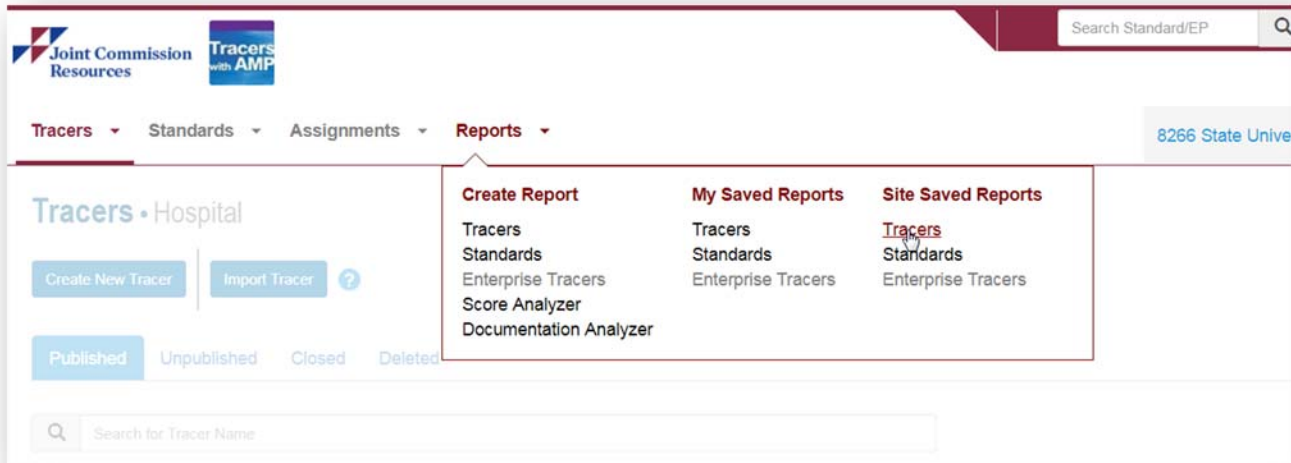 Joint Commission
Resources
Tracers
with AMP
Search Standard/EP
Tracers Standards Assignments Reports
8266 State Unive
Create Report
Tracers
Standards
Enterprise Tracers
Score Analyzer
Documentation Analyzer
My Saved Reports
Tracers
Standards
Enterprise Tracers
Site Saved Reports
Tracers
Standards
Enterprise Tracers
Tracers • Hospital
Create New Tracer Import Tracer ?
Published Unpublished Closed Deleted
Search for Tracer Name